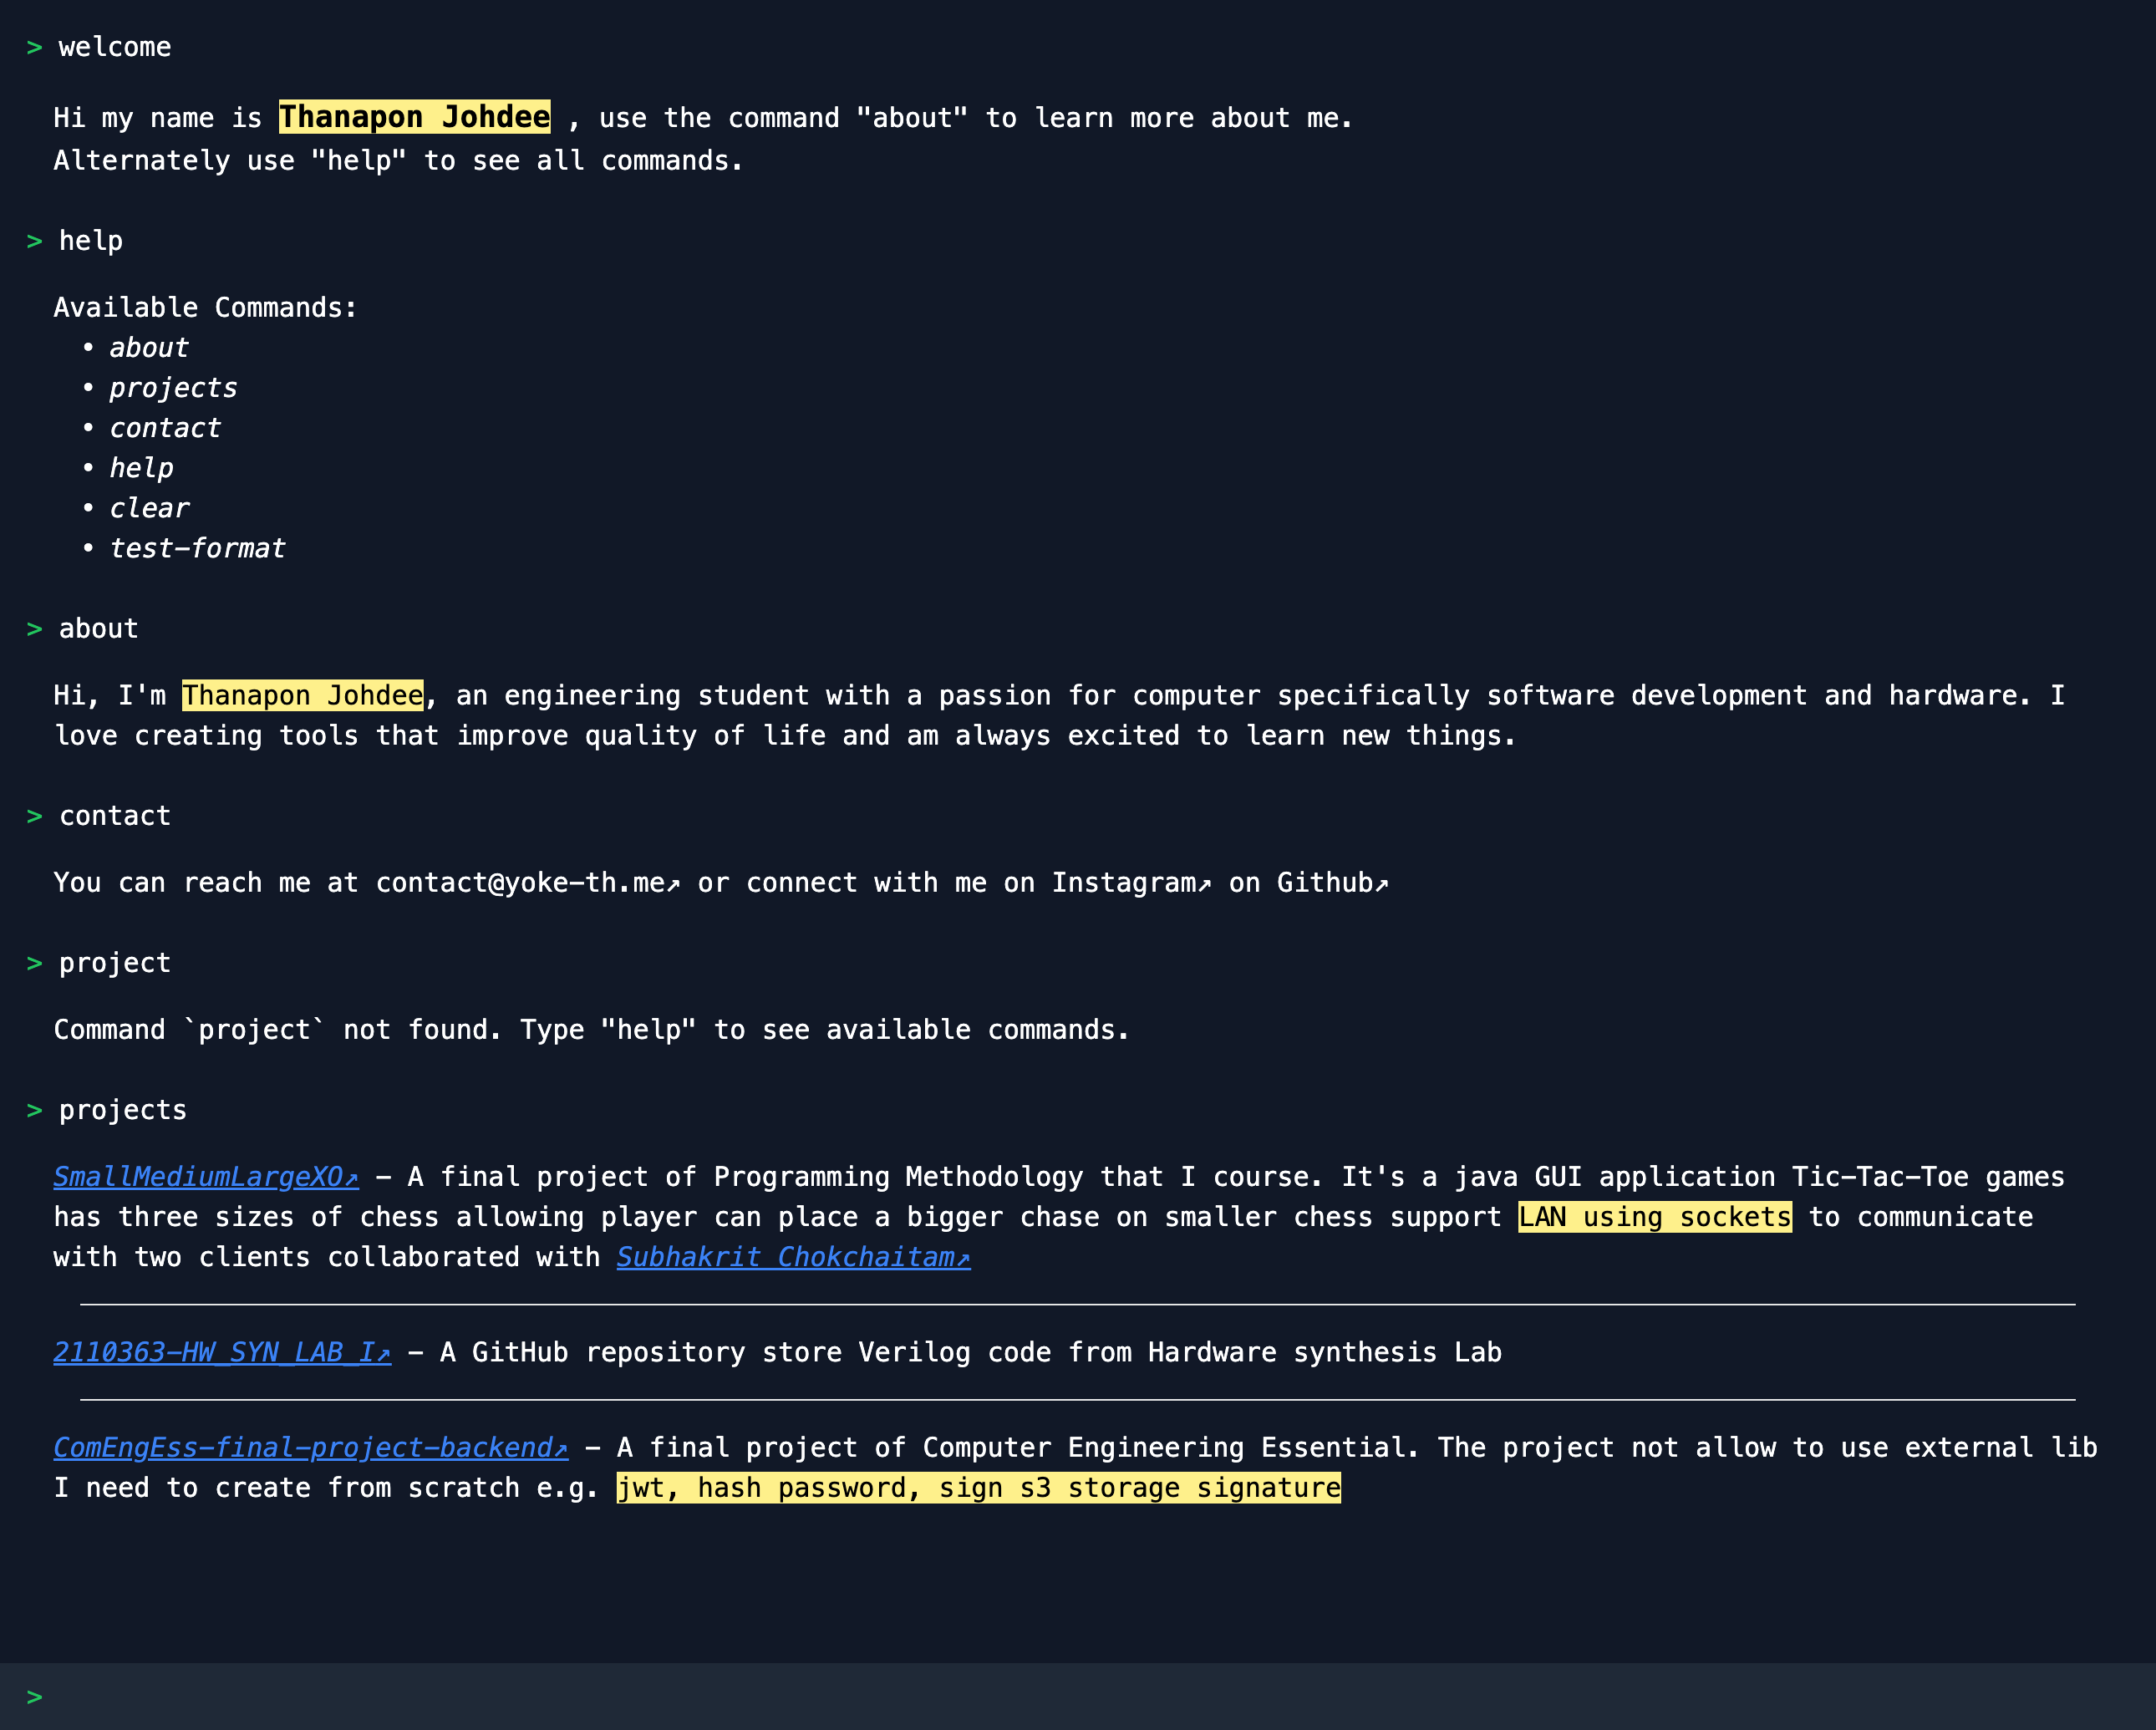 > welcome
Hi my name is Thanapon Johdee , use the command "about" to learn more about me.
Alternately use "help" to see all commands.
> help
Available Commands:
• about
• projects
• contact
• help
• clear
• test-format
> about
Hi, I'm Thanapon Johdee, an engineering student with a passion for computer specifically software development and hardware. I
love creating tools that improve quality of life and am always excited to learn new things.
> contact
You can reach me at contact@yoke-th.me↗ or connect with me on Instagram↗ on Github↗
> project
Command `project` not found. Type "help" to see available commands.
> projects
SmallMediumLargeXO↗ - A final project of Programming Methodology that I course. It's a java GUI application Tic-Tac-Toe games
has three sizes of chess allowing player can place a bigger chase on smaller chess support LAN using sockets to communicate
with two clients collaborated with Subhakrit Chokchaitam↗
2110363-HW_SYN_LAB_I↗ - A GitHub repository store Verilog code from Hardware synthesis Lab
ComEngEss-final-project-backend↗ - A final project of Computer Engineering Essential. The project not allow to use external lib
I need to create from scratch e.g. jwt, hash password, sign s3 storage signature
>